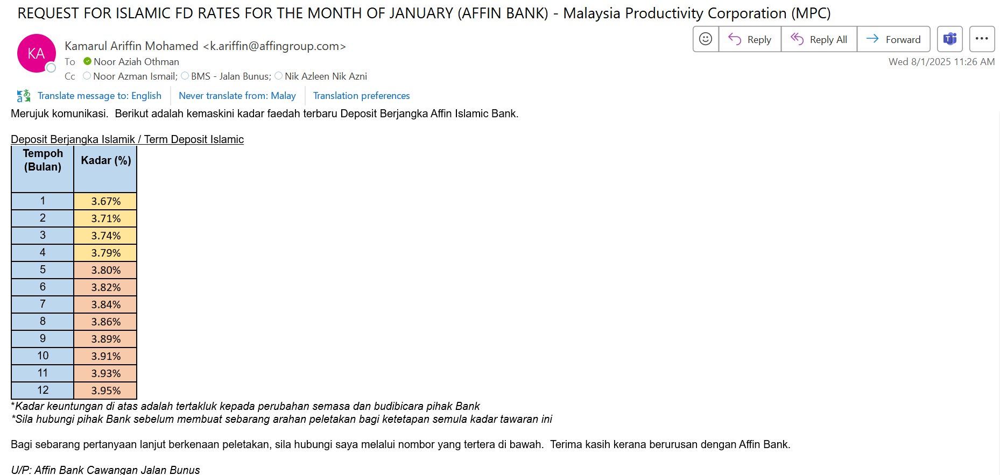 REQUEST FOR ISLAMIC FD RATES FOR THE MONTH OF JANUARY (AFFIN BANK) - Malaysia Productivity Corporation (MPC)
KA
Kamarul Ariffin Mohamed <k.ariffin@affingroup.com>
To Noor Aziah Othman
Cc Noor Azman Ismail; BMS - Jalan Bunus; Nik Azleen Nik Azni
Reply
Reply All
Forward
Wed 8/1/2025 11:26 AM
Translate message to: English
Never translate from: Malay
Translation preferences
Merujuk komunikasi. Berikut adalah kemaskini kadar faedah terbaru Deposit Berjangka Affin Islamic Bank.
Deposit Berjangka Islamik / Term Deposit Islamic
Tempoh
(Bulan)
Kadar (%)
1 3.67%
2 3.71%
3 3.74%
4 3.79%
5 3.80%
6 3.82%
7 3.84%
8 3.86%
9 3.89%
10 3.91%
11 3.93%
12 3.95%
*Kadar keuntungan di atas adalah tertakluk kepada perubahan semasa dan budibicara pihak Bank
*Sila hubungi pihak Bank sebelum membuat sebarang arahan peletakan bagi ketetapan semula kadar tawaran ini
Bagi sebarang pertanyaan lanjut berkenaan peletakan, sila hubungi saya melalui nombor yang tertera di bawah. Terima kasih kerana berurusan dengan Affin Bank.
U/P: Affin Bank Cawangan Jalan Bunus